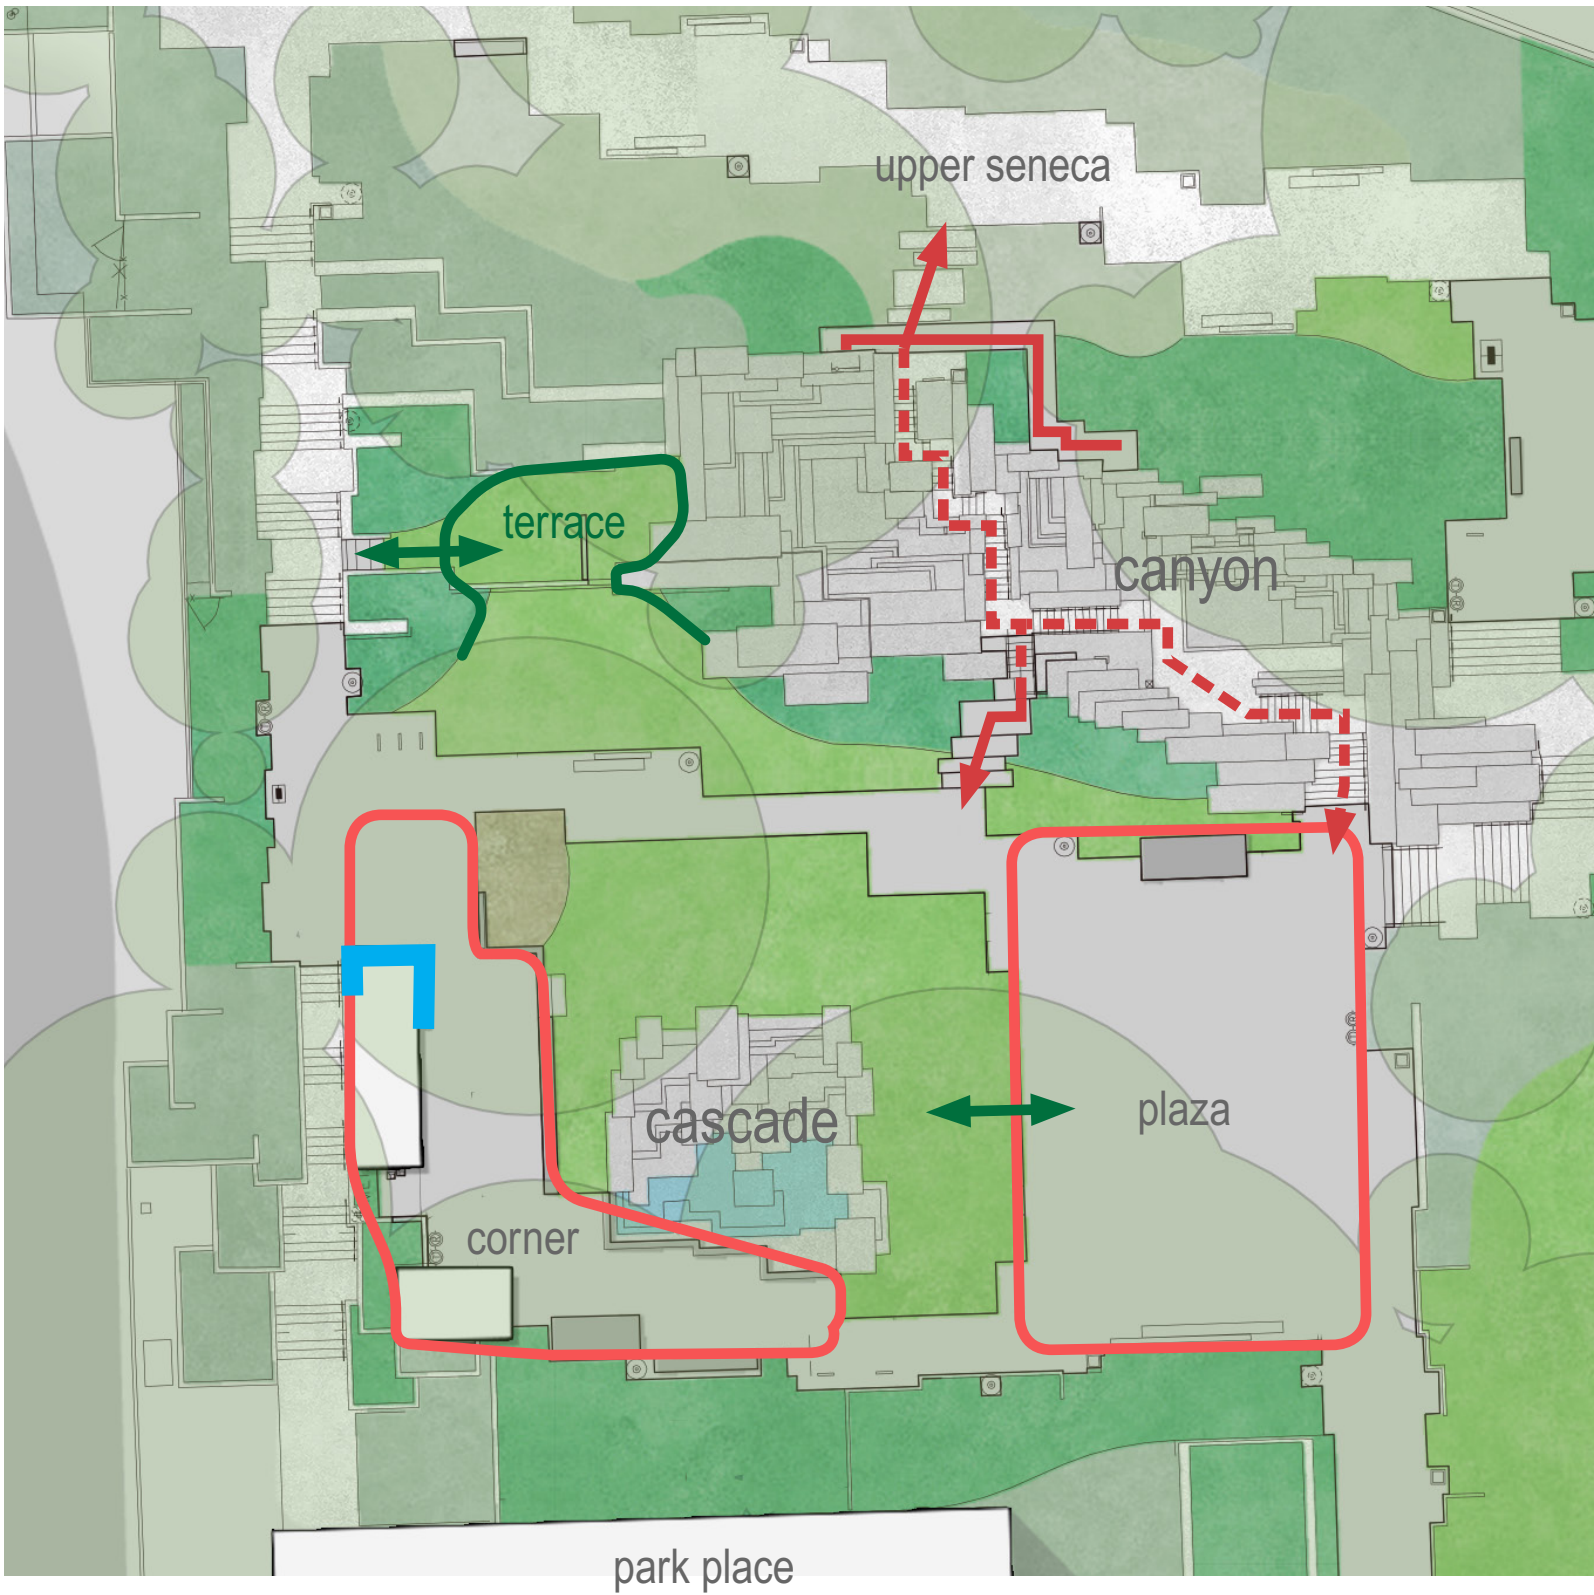 upper seneca
terrace
canyon
cascade
plaza
corner
park place